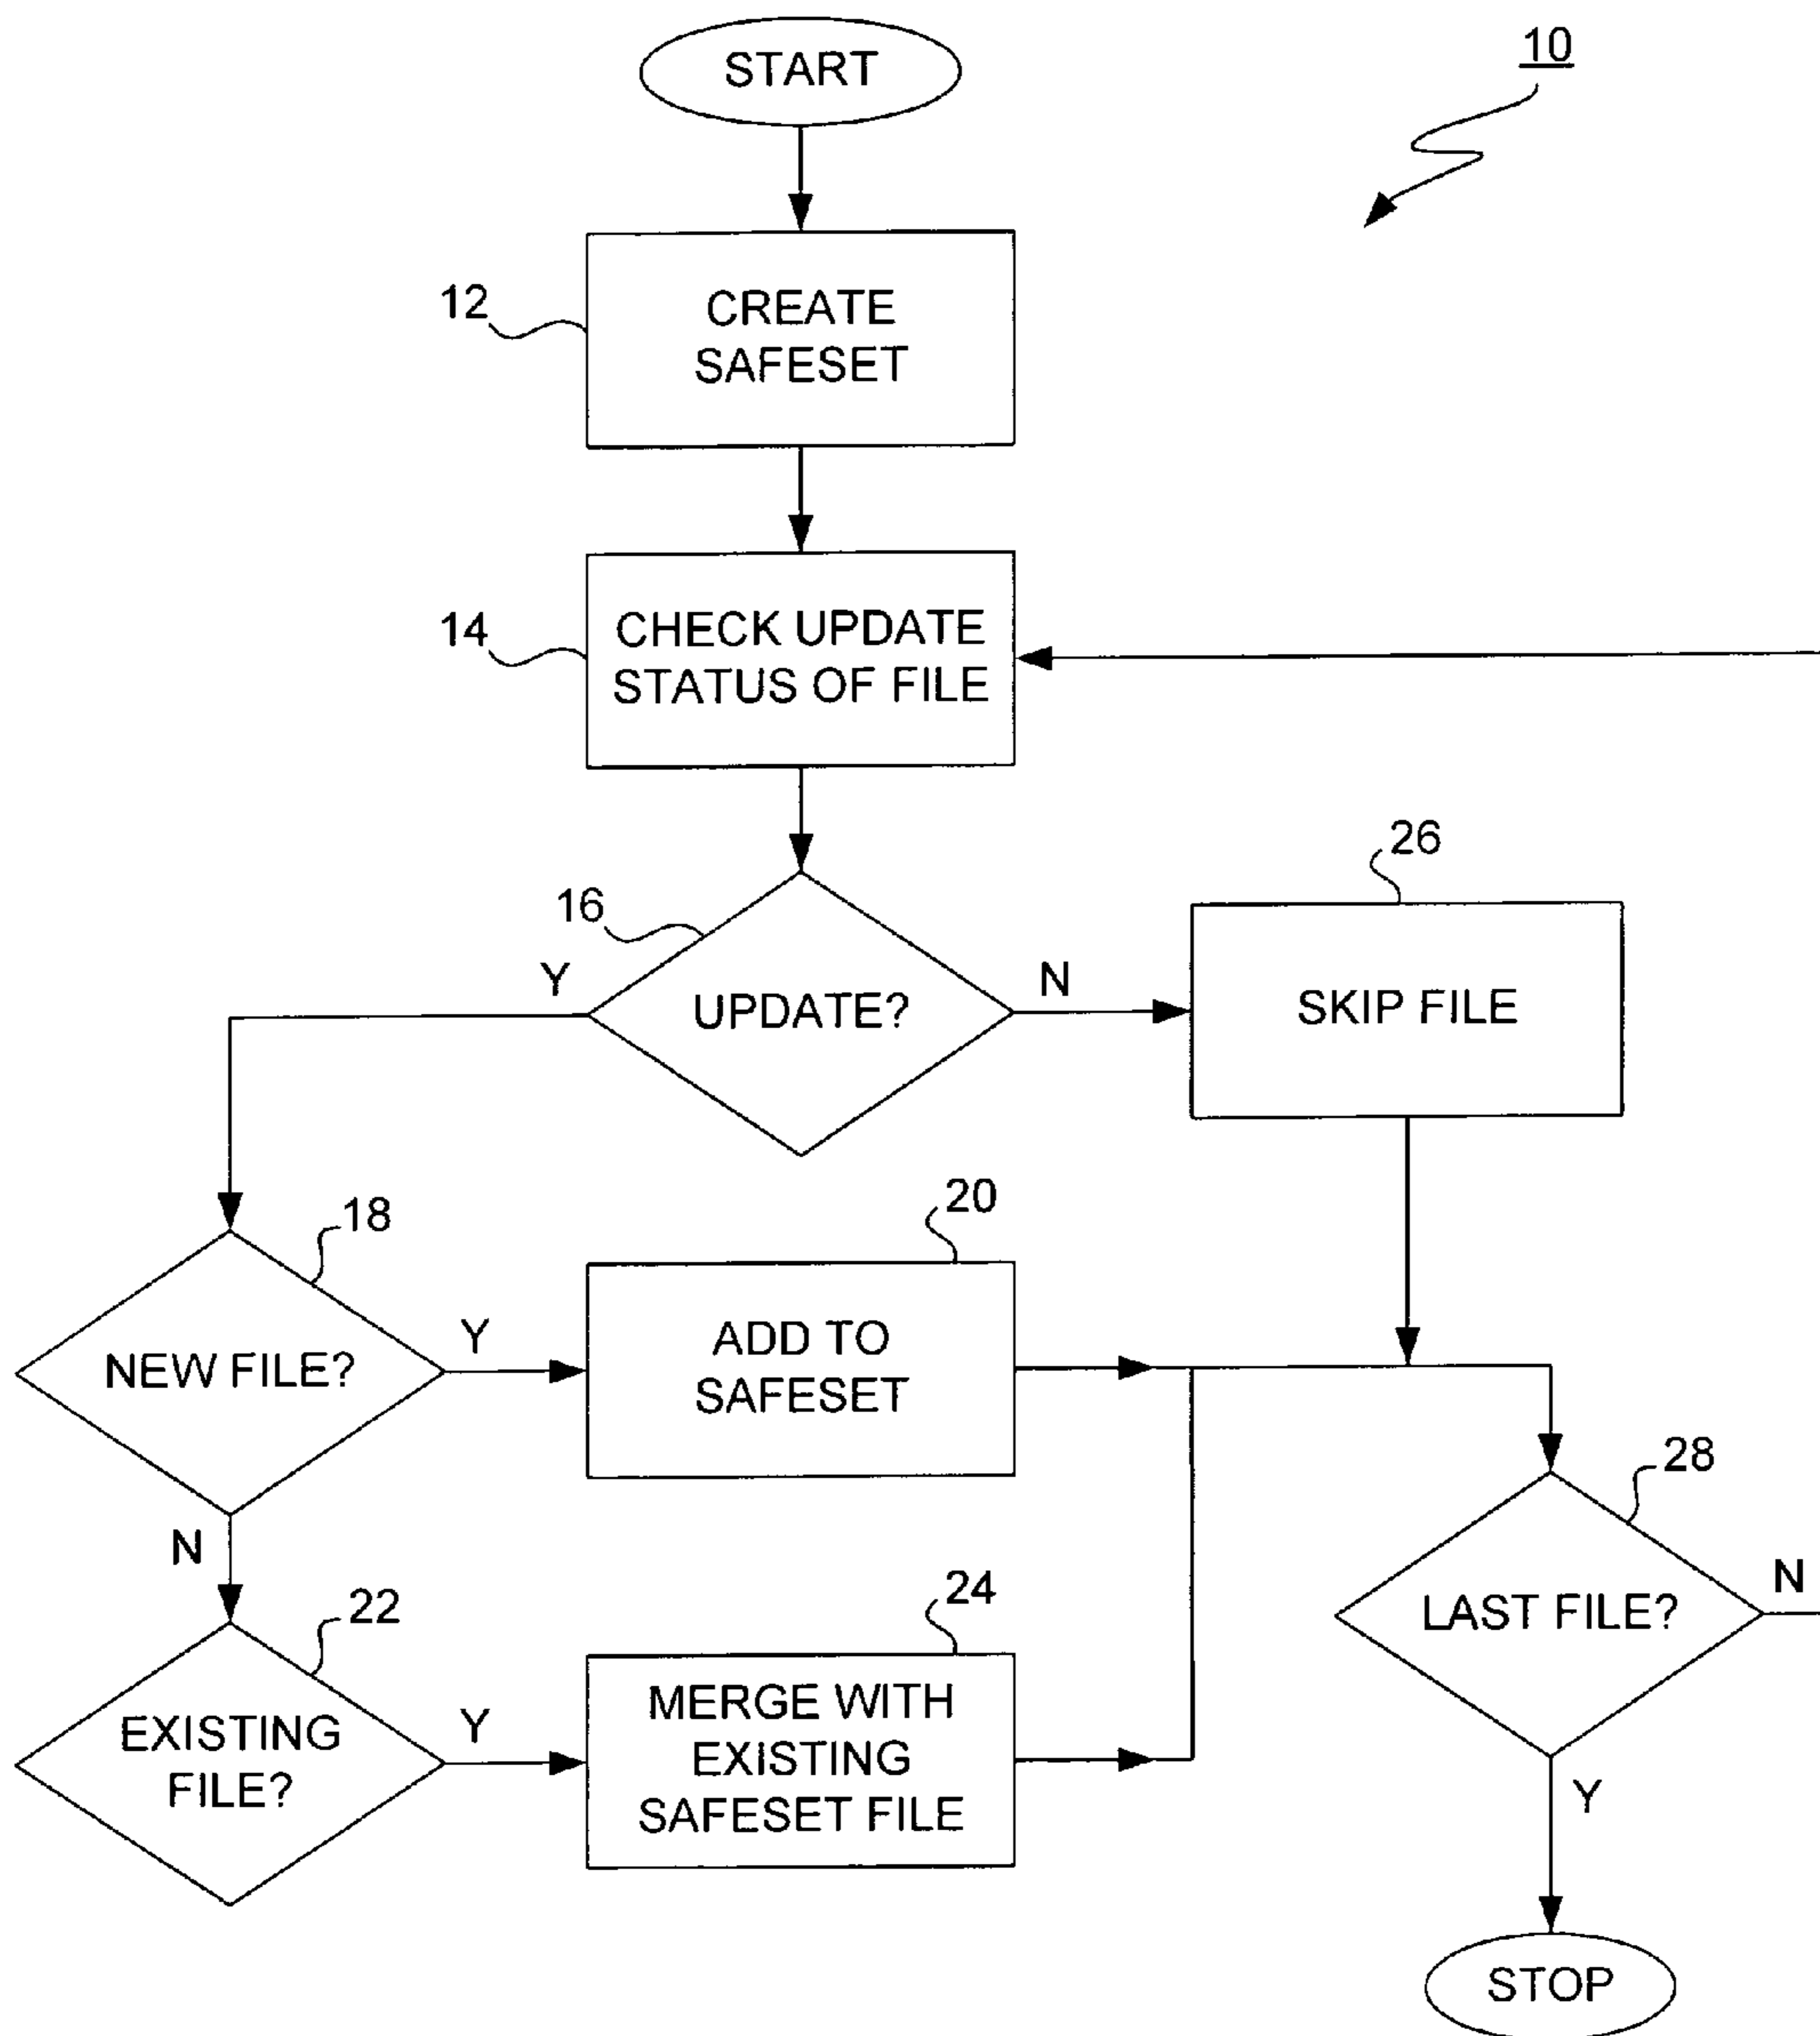 START
10
12
CREATE
SAFESET
14
CHECK UPDATE
STATUS OF FILE
26
16
Y
N
UPDATE?
SKIP FILE
18
20
NEW FILE?
Y
ADD TO
SAFESET
28
N
22
24
N
EXISTING
FILE?
Y
MERGE WITH
EXISTING
SAFESET FILE
LAST FILE?
Y
STOP